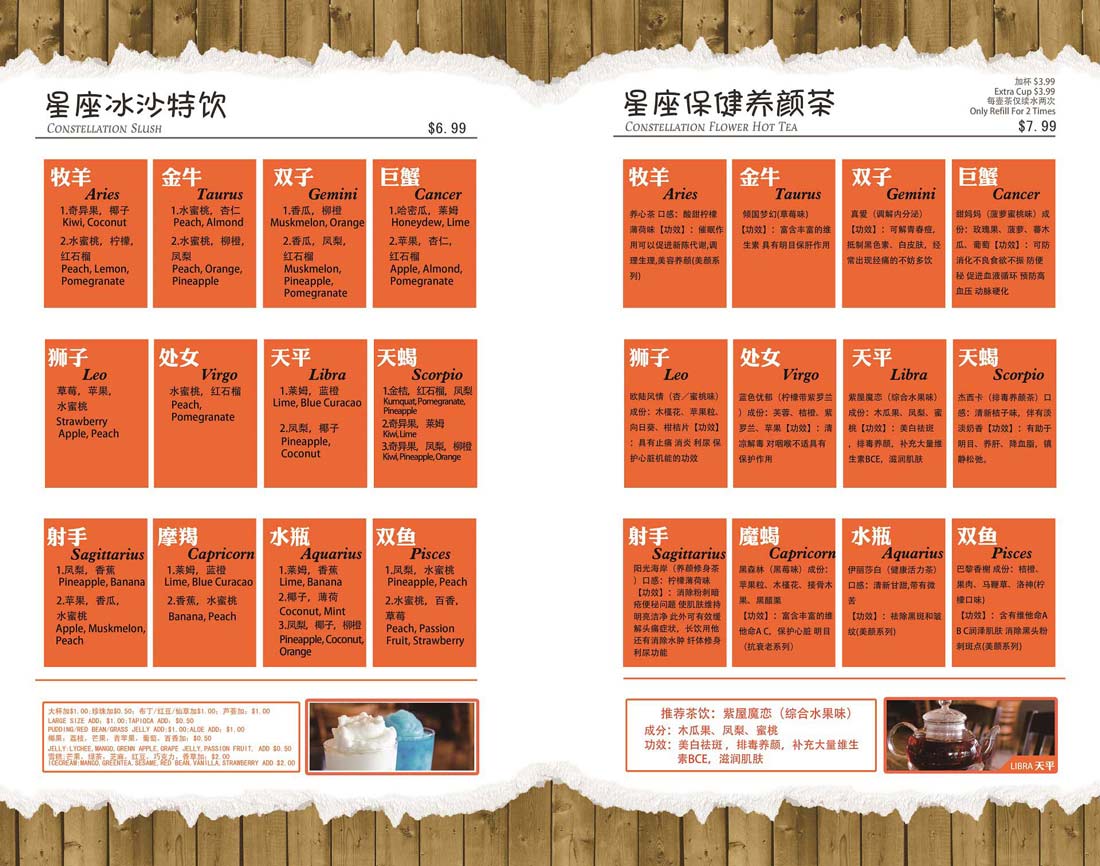 星座冰沙特饮
CONSTELLATION SLUSH
$6.99
牧羊
Aries
1.奇异果，椰子
Kiwi, Coconut
2.水蜜桃，柠檬，
红石榴
Peach, Lemon,
Pomegranate
金牛
Taurus
1.水蜜桃，杏仁
Peach, Almond
2.水蜜桃，柳橙，
凤梨
Peach, Orange,
Pineapple
双子
Gemini
1.香瓜，柳橙
Muskmelon, Orange
2.香瓜，凤梨，
红石榴
Muskmelon,
Pineapple,
Pomegranate
巨蟹
Cancer
1.哈密瓜，莱姆
Honeydew, Lime
2.苹果，杏仁，
红石榴
Apple, Almond,
Pomegranate
狮子
Leo
草莓，苹果，
水蜜桃
Strawberry
Apple, Peach
处女
Virgo
水蜜桃，红石榴
Peach,
Pomegranate
天平
Libra
1.莱姆，蓝橙
Lime, Blue Curacao
2.凤梨，椰子
Pineapple,
Coconut
天蝎
Scorpio
1.金桔，红石榴，凤梨
Kumquat, Pomegranate,
Pineapple
2.奇异果，莱姆
Kiwi, Lime
3.奇异果，凤梨，柳橙
Kiwi, Pineapple, Orange
射手
Sagittarius
1.凤梨，香蕉
Pineapple, Banana
2.苹果，香瓜，
水蜜桃
Apple, Muskmelon,
Peach
摩羯
Capricorn
1.莱姆，蓝橙
Lime, Blue Curacao
2.香蕉，水蜜桃
Banana, Peach
水瓶
Aquarius
1.莱姆，香蕉
Lime, Banana
2.椰子，薄荷
Coconut, Mint
3.凤梨，椰子，柳橙
Pineapple, Coconut,
Orange
双鱼
Pisces
1.凤梨，水蜜桃
Pineapple, Peach
2.水蜜桃，百香，
草莓
Peach, Passion
Fruit, Strawberry
大杯加$1.00;珍珠加$0.50；布丁/红豆/仙草加$1.00；芦荟加：$1.00
LARGE SIZE ADD：$1.00;TAPIOCA ADD：$0.50
PUDDING/RED BEAN/GRASS JELLY ADD:$1.00;ALOE ADD：$1.00
椰果，荔枝，芒果，青苹果，葡萄，百香加：$0.50
JELLY:LYCHEE,MANGO,GRENN APPLE,GRAPE JELLY,PASSION FRUIT, ADD $0.50
雪糕:芒果，绿茶，芝麻，红豆，巧克力，香草加：$2.00
ICECREAM:MANGO,GREENTEA,SESAME,RED BEAN,VANILLA,STRAWBERRY ADD $2.00
星座保健养颜茶
CONSTELLATION FLOWER HOT TEA
加杯 $3.99
Extra Cup $3.99
每壶茶仅续水两次
Only Refill For 2 Times
$7.99
牧羊
Aries
养心茶 口感：酸甜柠檬
薄荷味【功效】：催眠作
用可以促进新陈代谢,调
理生理,美容养颜(美颜系
列)
金牛
Taurus
倾国梦幻(草莓味)
【功效】：富含丰富的维
生素 具有明目保肝作用
双子
Gemini
真爱（调解内分泌）
【功效】：可解青春痘，
抵制黑色素、白皮肤，经
常出现经痛的不妨多饮
巨蟹
Cancer
甜妈妈（菠萝蜜桃味）成
份：玫瑰果、菠萝、蕃木
瓜、葡萄【功效】：可防
消化不良食欲不振 防便
秘 促进血液循环 预防高
血压 动脉硬化
狮子
Leo
欧陆风情（杏／蜜桃味）
成份：木槿花、苹果粒、
向日葵、柑桔片【功效】
：具有止痛 消炎 利尿 保
护心脏机能的功效
处女
Virgo
蓝色忧郁（柠檬带紫罗兰
）成份：芙蓉、桔橙、紫
罗兰、苹果【功效】：清
凉解毒 对咽喉不适具有
保护作用
天平
Libra
紫屋魔恋（综合水果味）
成份：木瓜果、凤梨、蜜
桃【功效】：美白祛斑
，排毒养颜，补充大量维
生素BCE，滋润肌肤
天蝎
Scorpio
杰西卡（排毒养颜茶）口
感：清新桔子味，伴有淡
淡奶香【功效】：有助于
明目、养肝、降血脂，镇
静松弛。
射手
Sagittarius
阳光海岸（养颜修身茶
）口感：柠檬薄荷味
【功效】：消除粉刺暗
疮便秘问题 使肌肤维持
明亮洁净 此外可有效缓
解头痛症状，长饮用他
还有消除水肿 纤体修身
利尿功能
魔蝎
Capricorn
黑森林（黑莓味）成份：
苹果粒、木槿花、接骨木
果、黑醋栗
【功效】：富含丰富的维
他命A C，保护心脏 明目
（抗衰老系列）
水瓶
Aquarius
伊丽莎白（健康活力茶）
口感：清新甘甜,带有微
苦
【功效】：祛除黑斑和皱
纹(美颜系列)
双鱼
Pisces
巴黎香榭 成份：桔橙、
果肉、马鞭草、洛神(柠
檬口味)
【功效】：含有维他命A
B C润泽肌肤 消除黑头粉
刺斑点(美颜系列)
推荐茶饮：紫屋魔恋（综合水果味）
成分：木瓜果、凤梨、蜜桃
功效：美白祛斑，排毒养颜，补充大量维生
素BCE，滋润肌肤
LIBRA 天平